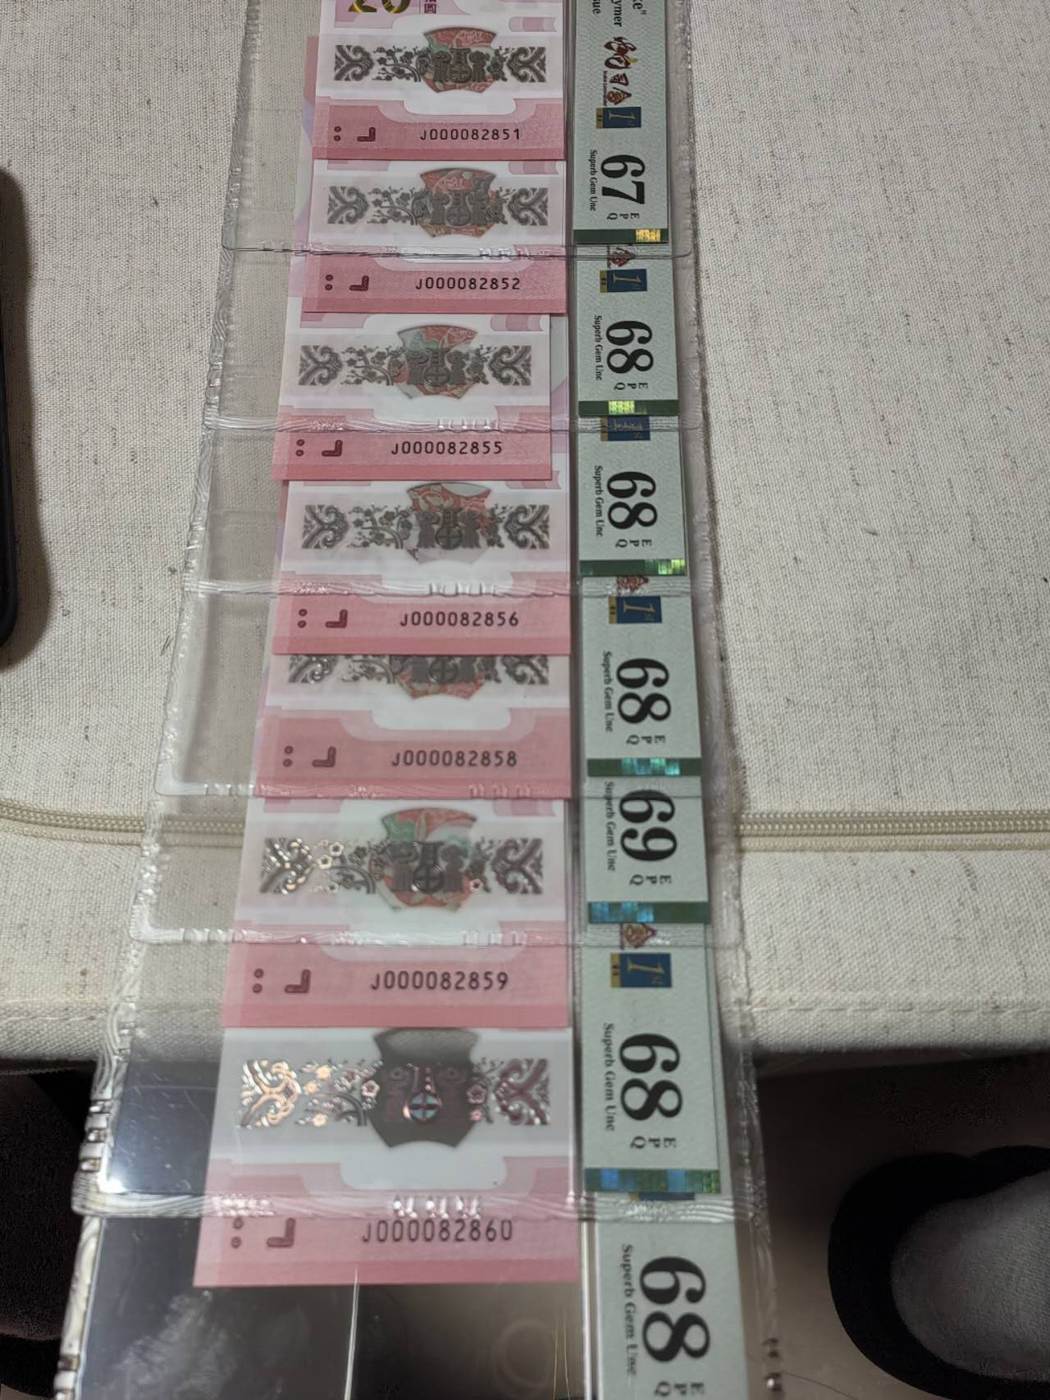 20
J000082851
J000082852
J000082855
J000082856
J000082858
J000082859
J000082860
67
EPQ
Superb Gem Unc
68
EPQ
Superb Gem Unc
68
EPQ
Superb Gem Unc
68
EPQ
Superb Gem Unc
69
EPQ
Superb Gem Unc
68
EPQ
Superb Gem Unc
68
EPQ
Superb Gem Unc